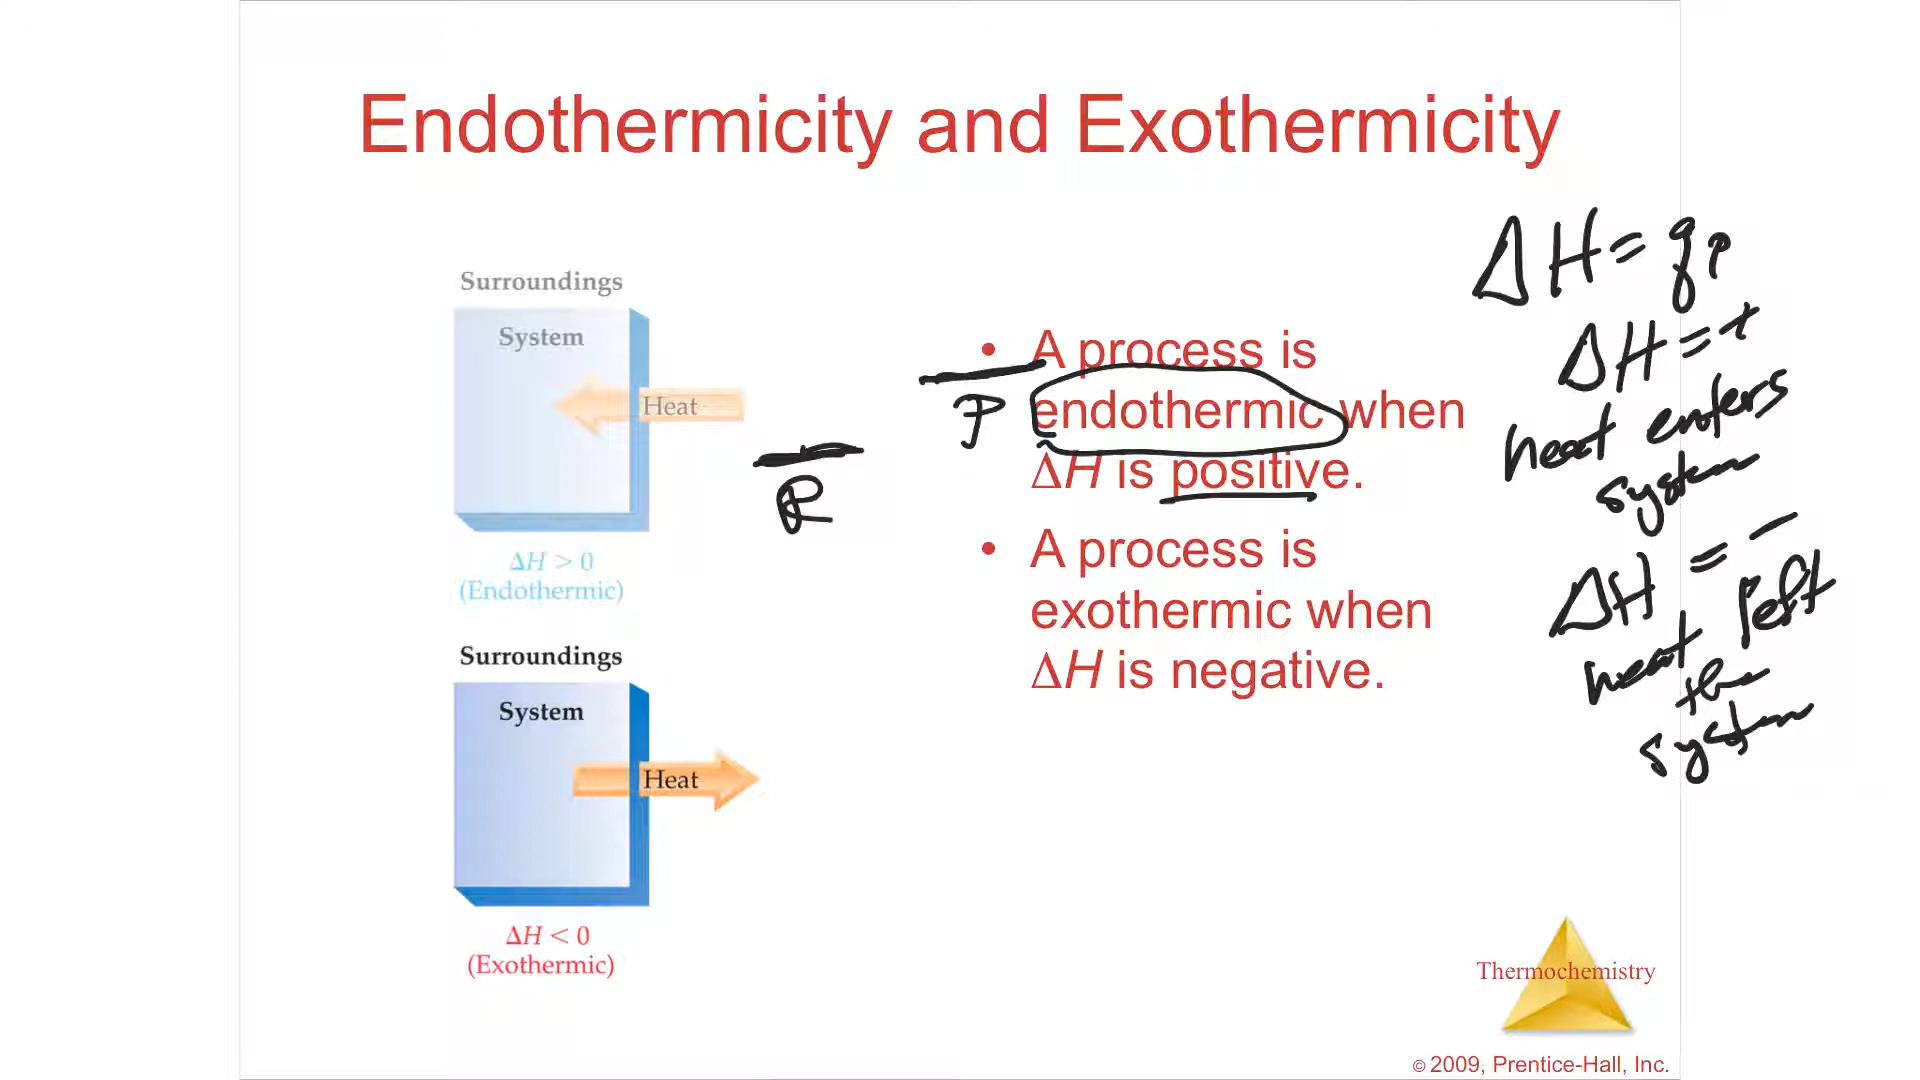 Endothermicity and Exothermicity
Surroundings
System
Heat
ΔH > 0
(Endothermic)
Surroundings
System
Heat
ΔH < 0
(Exothermic)
R
P
• A process is
endothermic when
ΔH is positive.
• A process is
exothermic when
ΔH is negative.
ΔH = qp
ΔH = +
heat enters
system
ΔH = -
heat left
the
system
Thermochemistry
© 2009, Prentice-Hall, Inc.